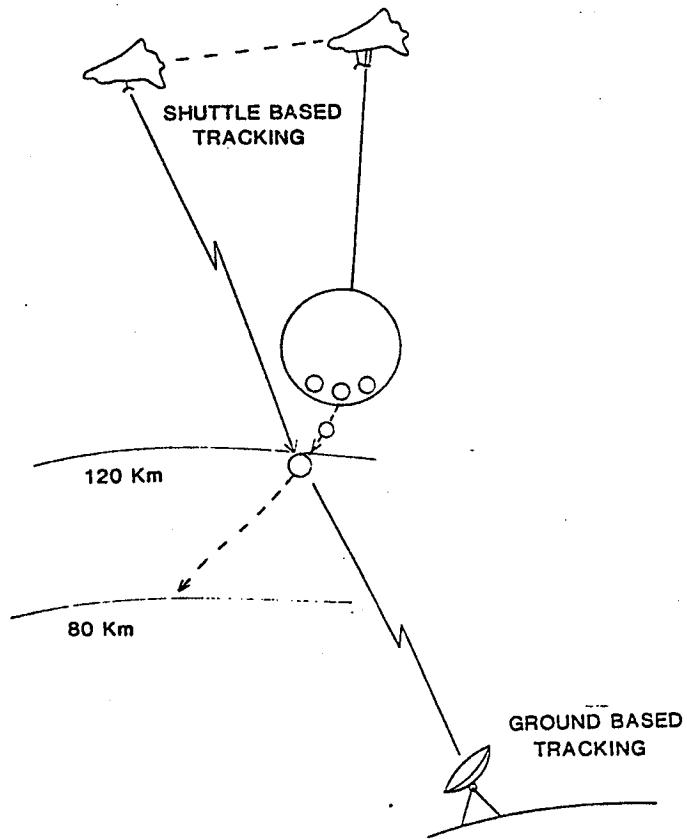 SHUTTLE BASED
TRACKING
120 Km
80 Km
GROUND BASED
TRACKING